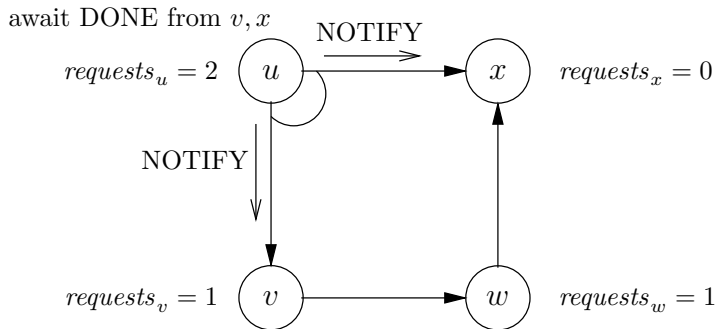 await DONE from v, x
NOTIFY
requests_u = 2
u
x
requests_x = 0
NOTIFY
requests_v = 1
v
w
requests_w = 1